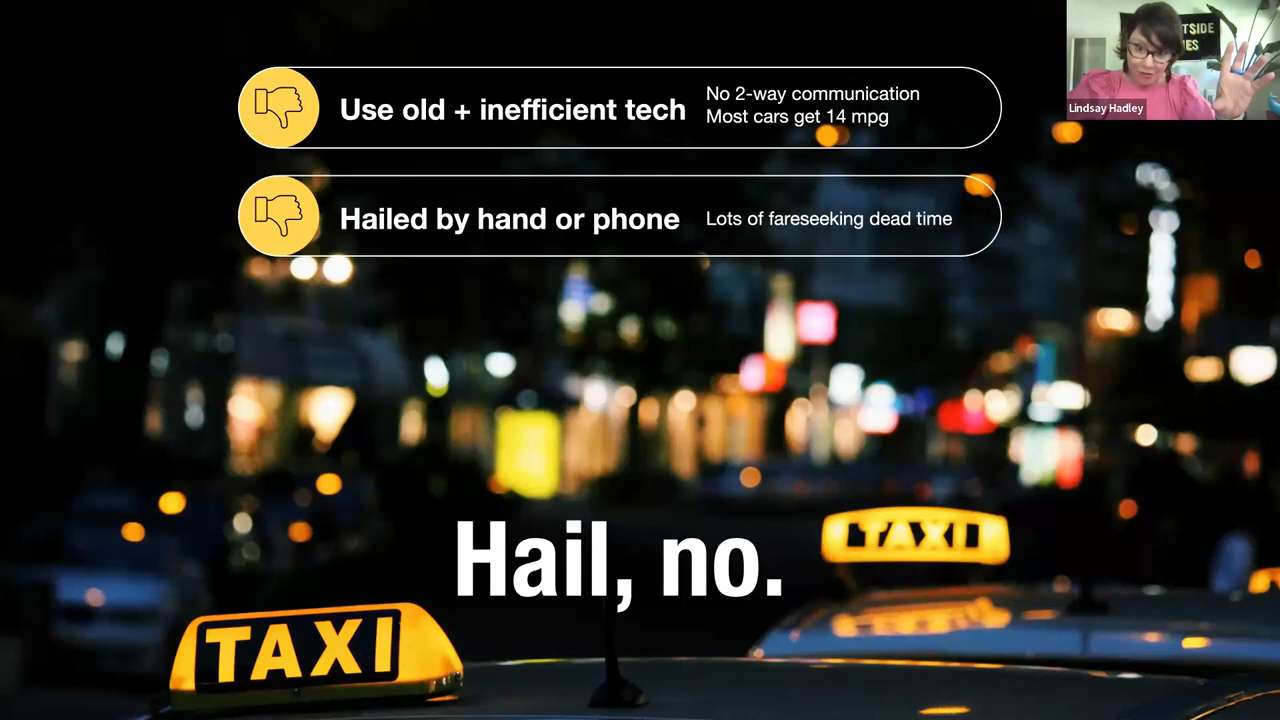 Use old + inefficient tech
No 2-way communication
Most cars get 14 mpg
Hailed by hand or phone
Lots of fareseeking dead time
TSIDE
Lindsay Hadley
Hail, no.
TAXI
TAXI